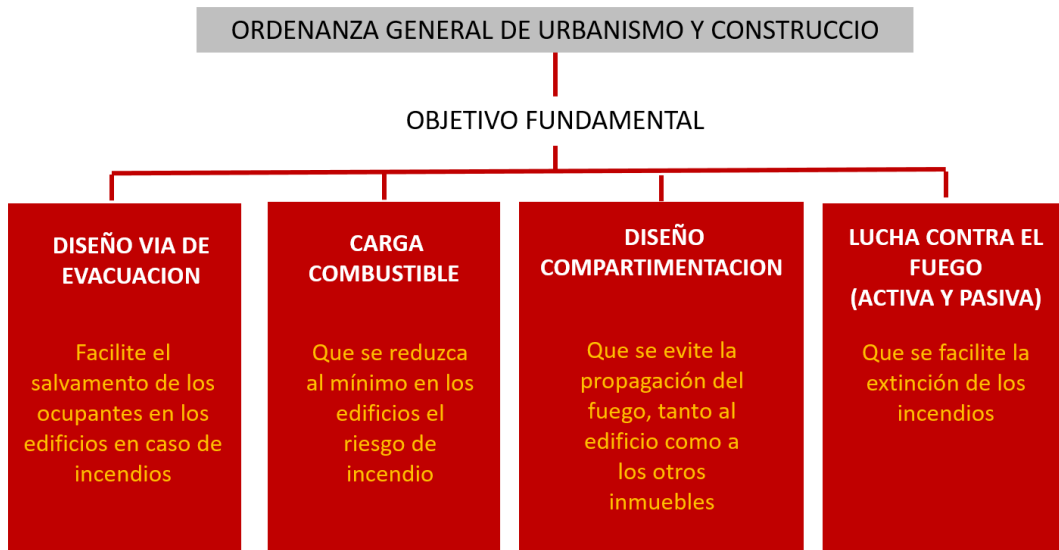 ORDENANZA GENERAL DE URBANISMO Y CONSTRUCCIO
OBJETIVO FUNDAMENTAL
DISEÑO VIA DE
EVACUACION
Facilite el
salvamento de los
ocupantes en los
edificios en caso de
incendios
CARGA
COMBUSTIBLE
Que se reduzca
al mínimo en los
edificios el
riesgo de
incendio
DISEÑO
COMPARTIMENTACION
Que se evite la
propagación del
fuego, tanto al
edificio como a
los otros
inmuebles
LUCHA CONTRA EL
FUEGO
(ACTIVA Y PASIVA)
Que se facilite la
extinción de los
incendios